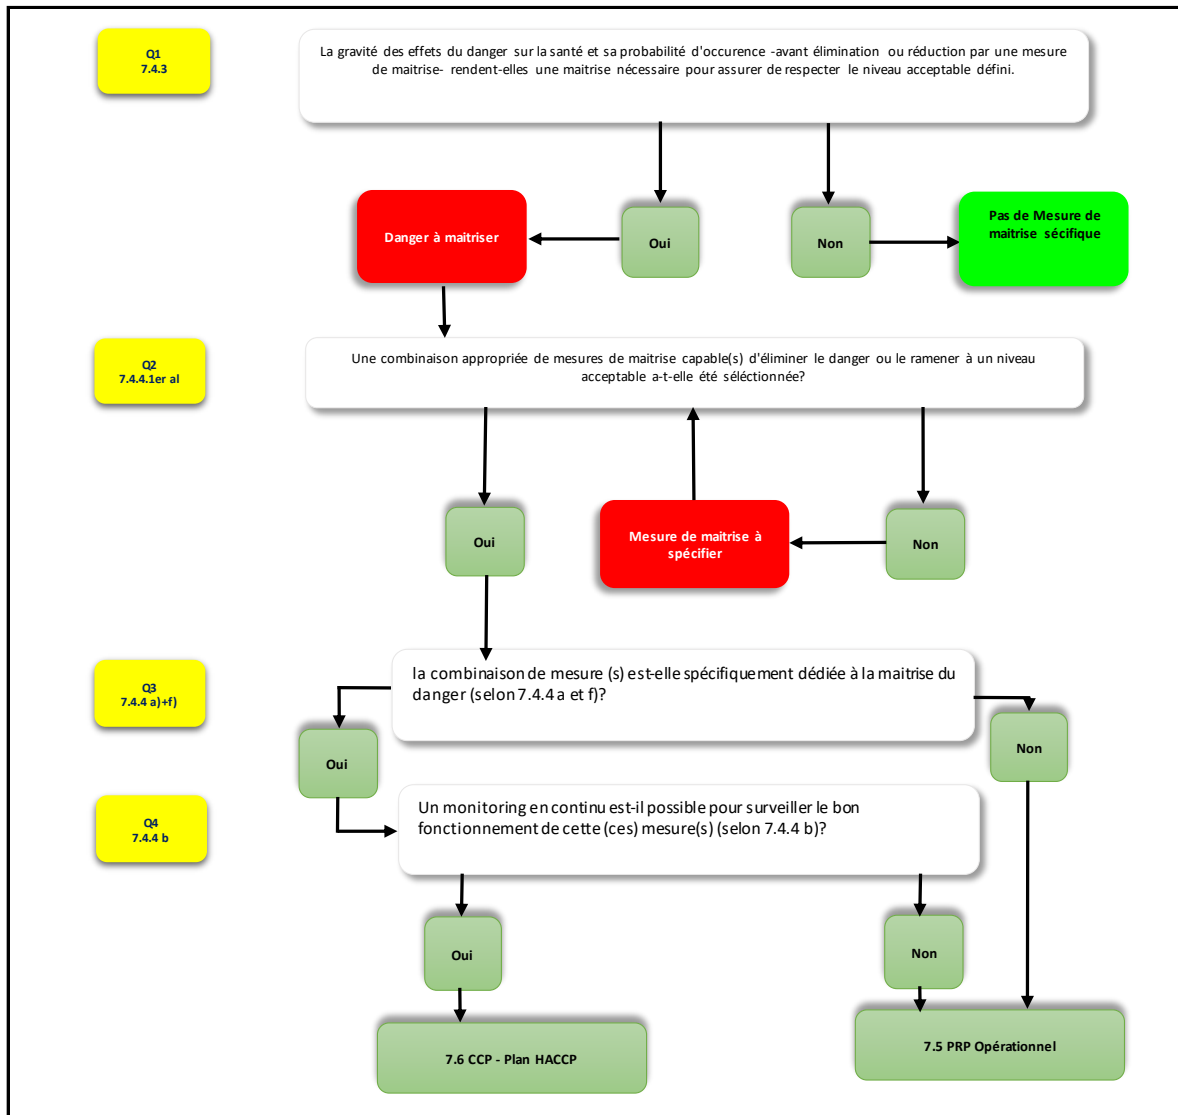 Q1
7.4.3
La gravité des effets du danger sur la santé et sa probabilité d'occurence -avant élimination ou réduction par une mesure
de maitrise- rendent-elles une maitrise nécessaire pour assurer de respecter le niveau acceptable défini.
Danger à maitriser
Oui
Non
Pas de Mesure de
maitrise sécifique
Q2
7.4.4.1er al
Une combinaison appropriée de mesures de maitrise capable(s) d'éliminer le danger ou le ramener à un niveau
acceptable a-t-elle été séléctionnée?
Oui
Mesure de maitrise à
spécifier
Non
Q3
7.4.4 a)+f)
la combinaison de mesure (s) est-elle spécifiquement dédiée à la maitrise du
danger (selon 7.4.4 a et f)?
Oui
Non
Q4
7.4.4 b
Un monitoring en continu est-il possible pour surveiller le bon
fonctionnement de cette (ces) mesure(s) (selon 7.4.4 b)?
Oui
Non
7.6 CCP - Plan HACCP
7.5 PRP Opérationnel